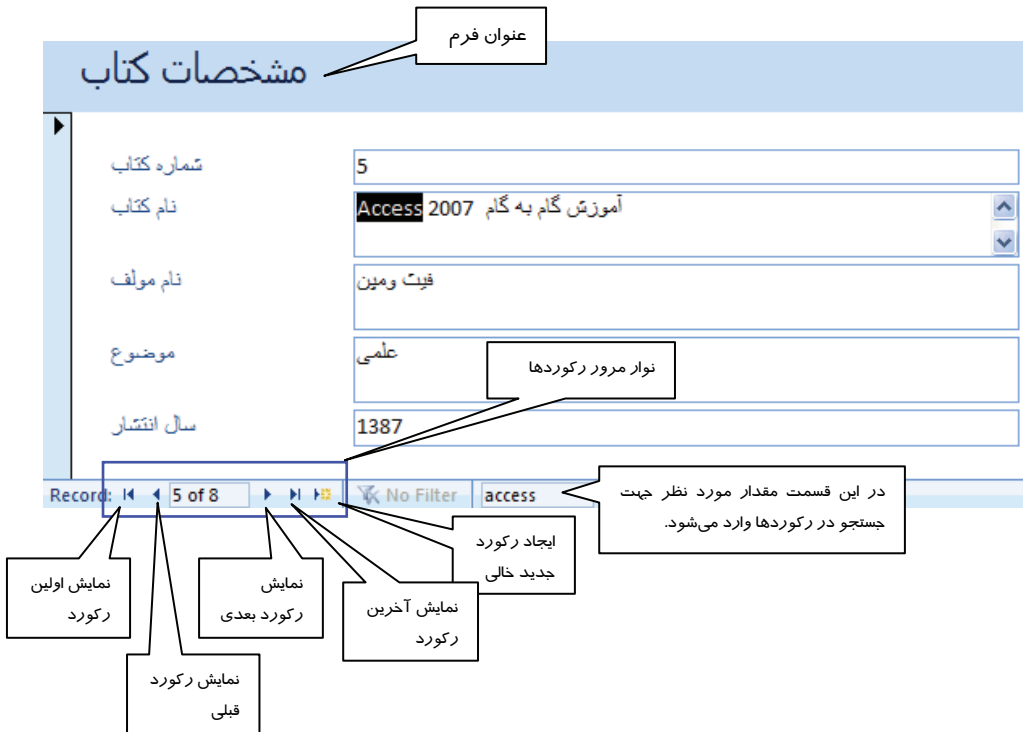 عنوان فرم
مشخصات کتاب
شماره کتاب
5
نام کتاب
آموزش گام به گام Access 2007
نام مولف
فیت ومین
موضوع
علمی
نوار مرور رکوردها
سال انتشار
1387
Record: 5 of 8 No Filter access
در این قسمت مقدار مورد نظر جهت
جستجو در رکوردها وارد می‌شود.
ایجاد رکورد
جدید خالی
نمایش اولین
رکورد
نمایش
رکورد بعدی
نمایش آخرین
رکورد
نمایش رکورد
قبلی